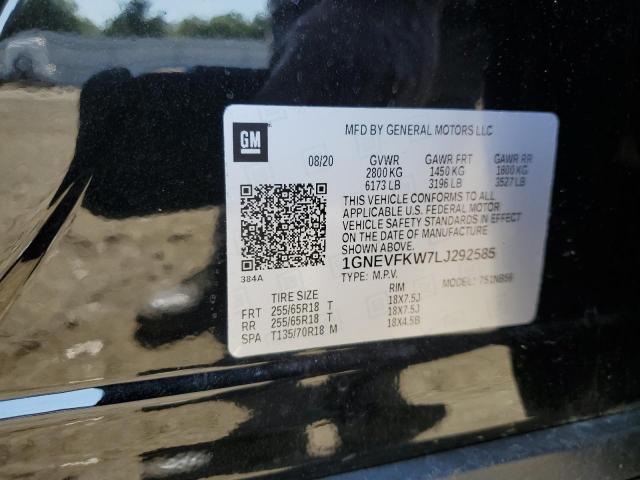 GM
MFD BY GENERAL MOTORS LLC
08/20 GVWR GAWR FRT GAWR RR
2800 KG 1450 KG 1600 KG
6173 LB 3196 LB 3527 LB
THIS VEHICLE CONFORMS TO ALL
APPLICABLE U.S. FEDERAL MOTOR
VEHICLE SAFETY STANDARDS IN EFFECT
ON THE DATE OF MANUFACTURE
SHOWN ABOVE.
1GNEVFKW7LJ292585
384A TYPE: M.P.V. MODEL: 751NB56
TIRE SIZE RIM
FRT 255/65R18 T 18X7.5J
RR 255/65R18 T 18X7.5J
SPA T135/70R18 M 18X4.5B